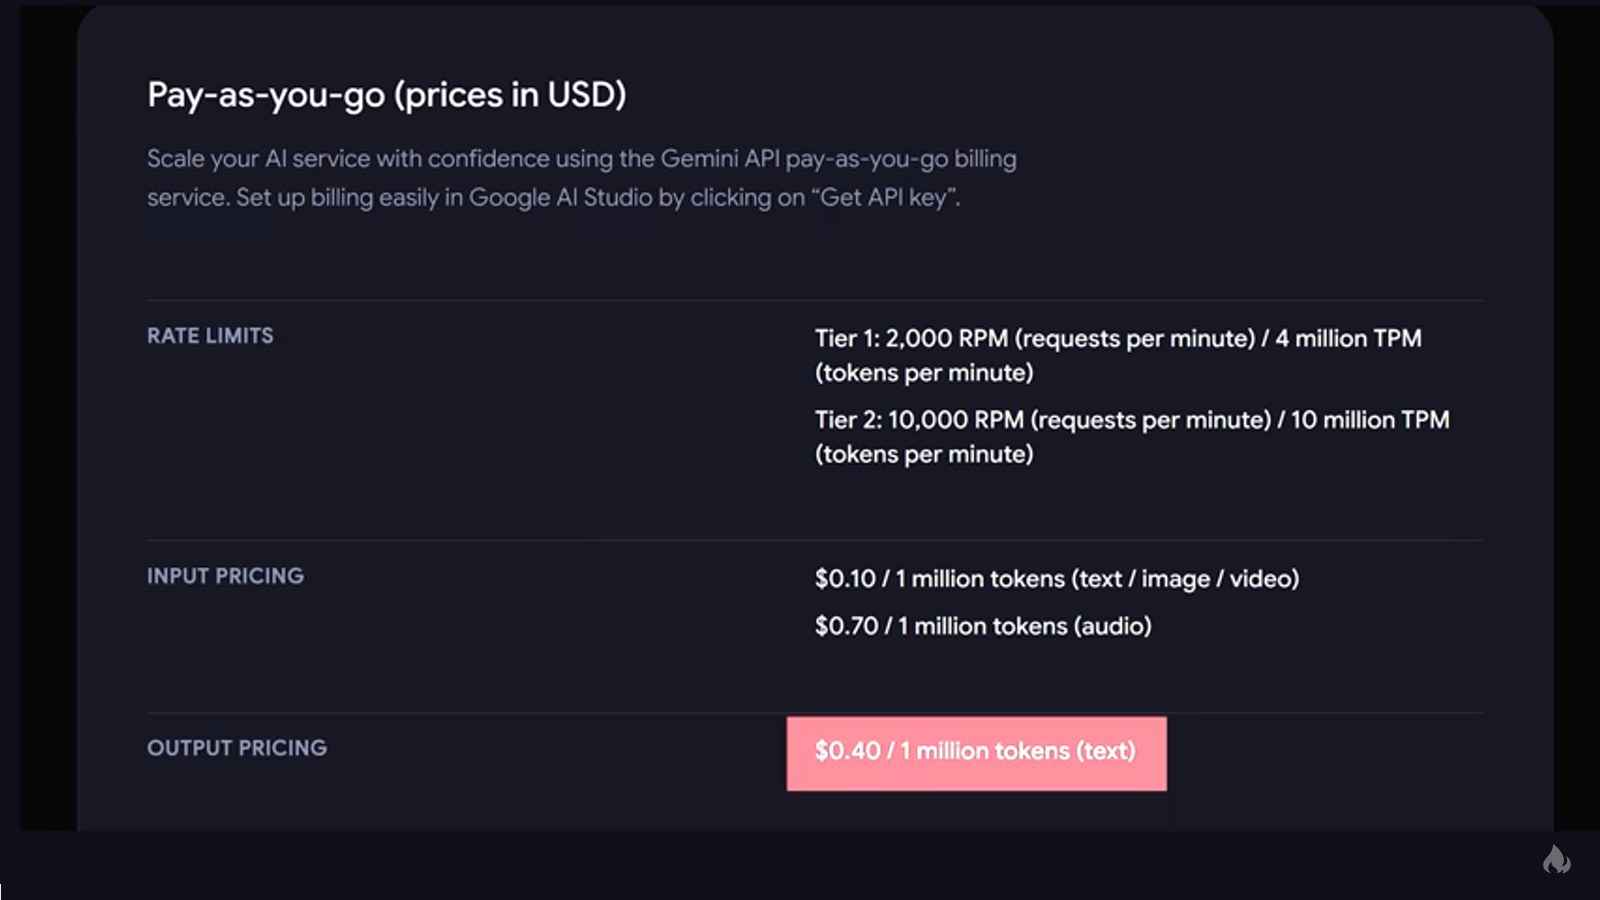 Pay-as-you-go (prices in USD)
Scale your AI service with confidence using the Gemini API pay-as-you-go billing
service. Set up billing easily in Google AI Studio by clicking on “Get API key”.
RATE LIMITS
Tier 1: 2,000 RPM (requests per minute) / 4 million TPM
(tokens per minute)
Tier 2: 10,000 RPM (requests per minute) / 10 million TPM
(tokens per minute)
INPUT PRICING
$0.10 / 1 million tokens (text / image / video)
$0.70 / 1 million tokens (audio)
OUTPUT PRICING
$0.40 / 1 million tokens (text)